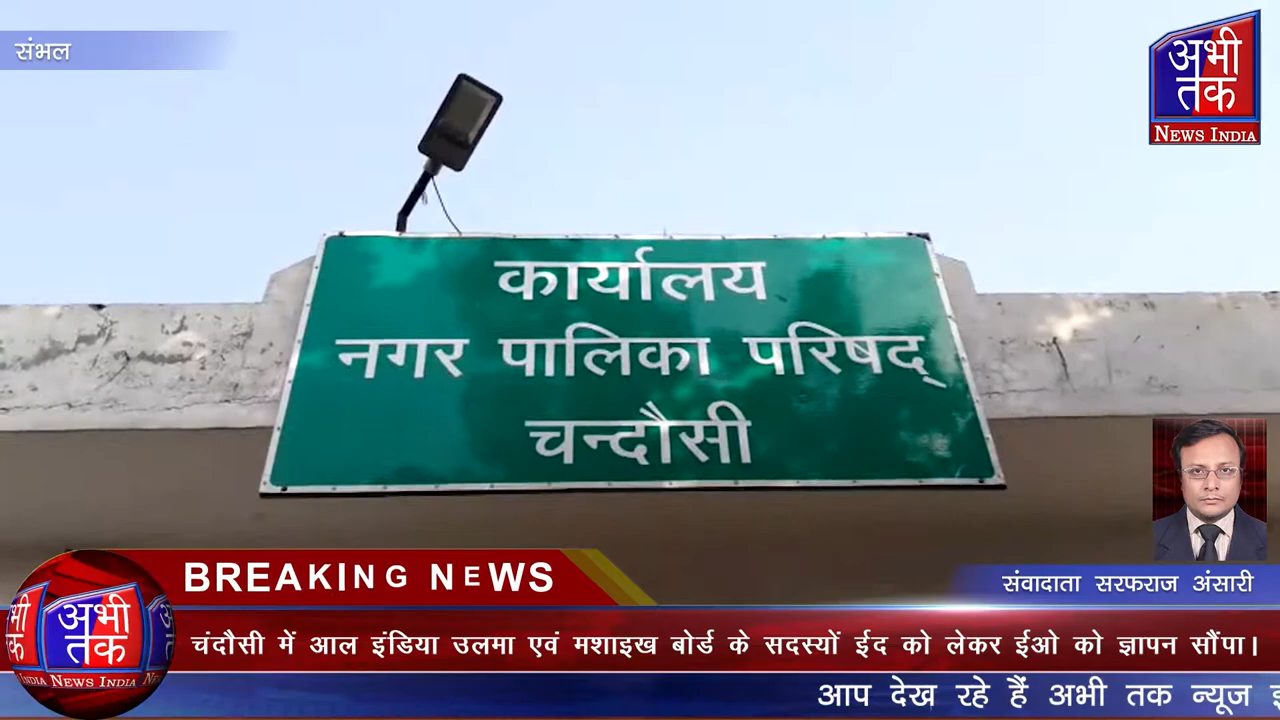 संभल
अभी
तक
NEWS INDIA
कार्यालय
नगर पालिका परिषद्
चन्दौसी
BREAKING NEWS
संवादाता सरफराज अंसारी
अभी
तक
NEWS INDIA
चंदौसी में आल इंडिया उलमा एवं मशाइख बोर्ड के सदस्यों ईद को लेकर ईओ को ज्ञापन सौंपा।
आप देख रहे हैं अभी तक न्यूज